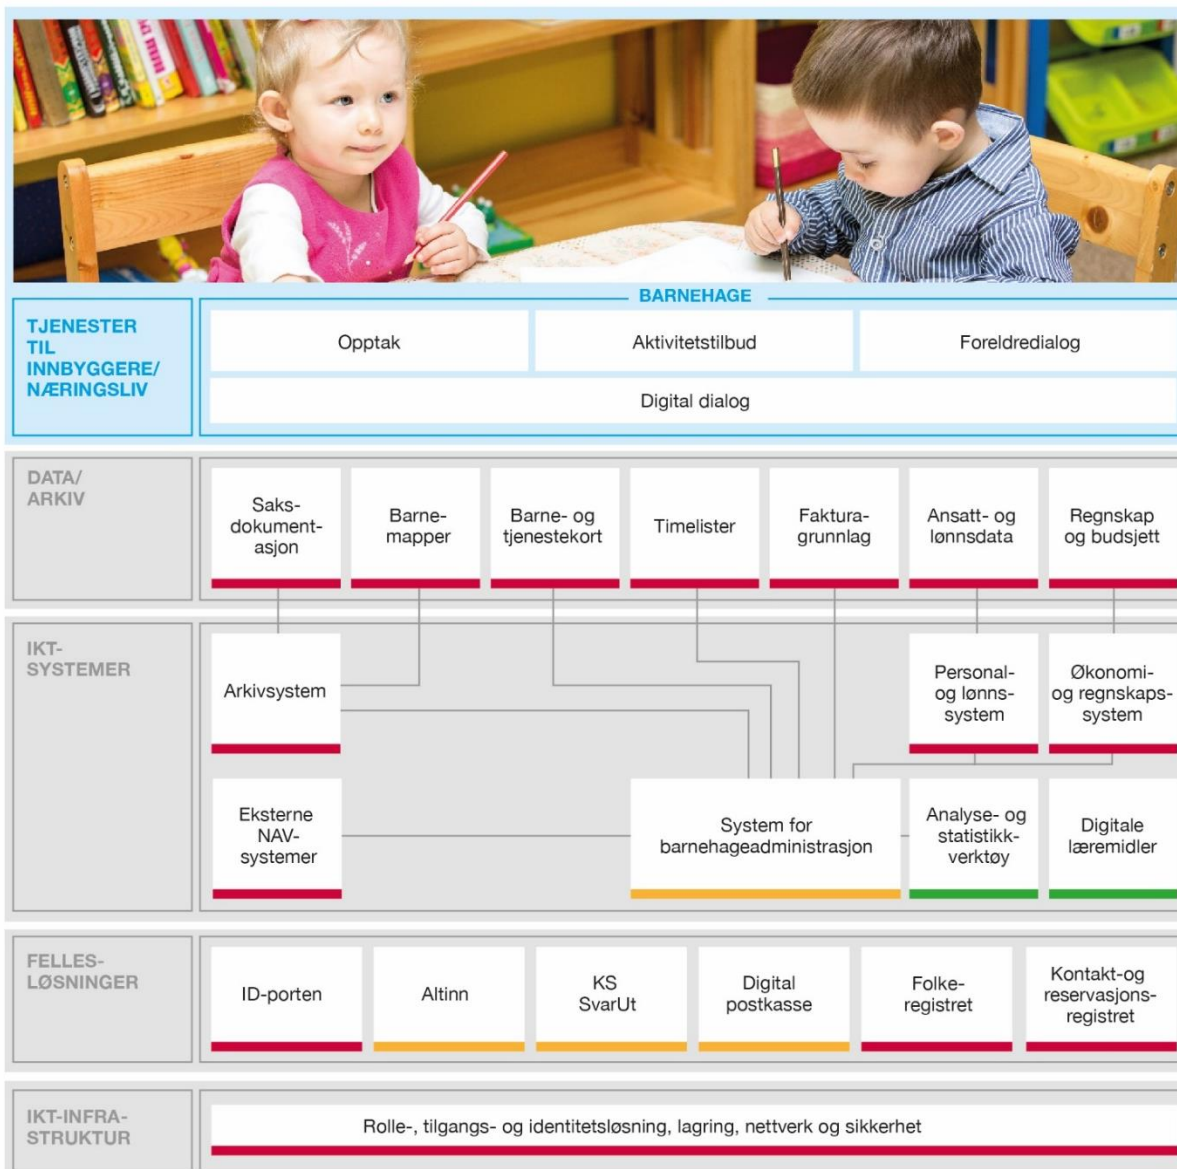 BARNEHAGE
TJENESTER
TIL
INNBYGGERE/
NÆRINGSLIV
Opptak
Aktivitetstilbud
Foreldredialog
Digital dialog
DATA/
ARKIV
Saks-
dokument-
asjon
Barne-
mapper
Barne- og
tjenestekort
Timelister
Faktura-
grunnlag
Ansatt- og
lønnsdata
Regnskap
og budsjett
IKT-
SYSTEMER
Arkivsystem
Personal-
og lønns-
system
Økonomi-
og regnskaps-
system
Eksterne
NAV-
systemer
System for
barnehageadministrasjon
Analyse- og
statistikk-
verktøy
Digitale
læremidler
FELLES-
LØSNINGER
ID-porten
Altinn
KS
SvarUt
Digital
postkasse
Folke-
registret
Kontakt-og
reservasjons-
registret
IKT-INFRA-
STRUKTUR
Rolle-, tilgangs- og identitetsløsning, lagring, nettverk og sikkerhet